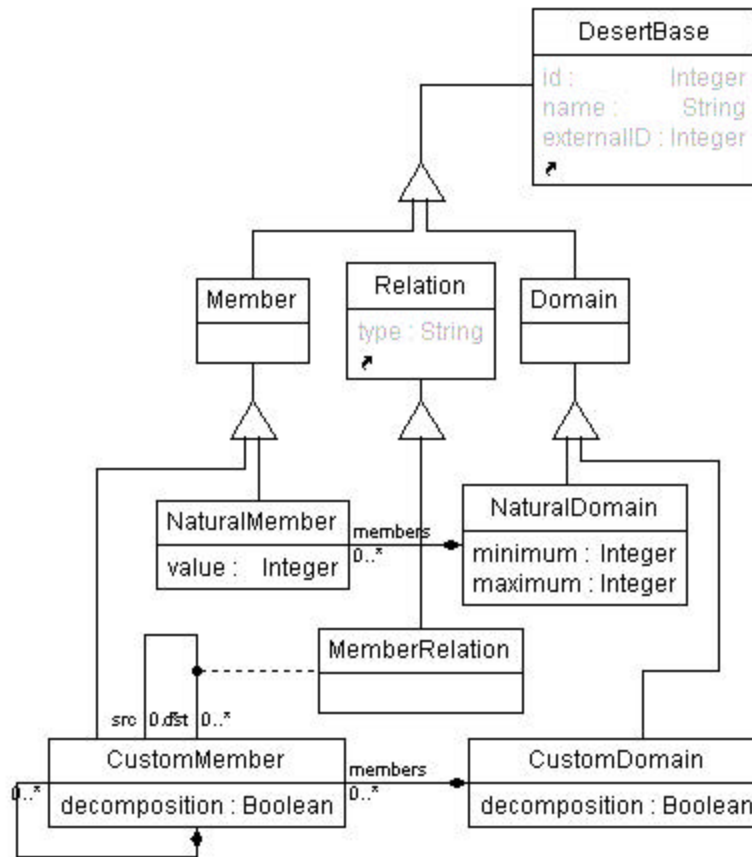 DesertBase
id : Integer
name : String
externalID : Integer
Member
Relation
type : String
Domain
NaturalMember
value : Integer
members
0..*
NaturalDomain
minimum : Integer
maximum : Integer
MemberRelation
src 0..* dst 0..*
CustomMember
0..*
decomposition : Boolean
members
0..*
CustomDomain
decomposition : Boolean